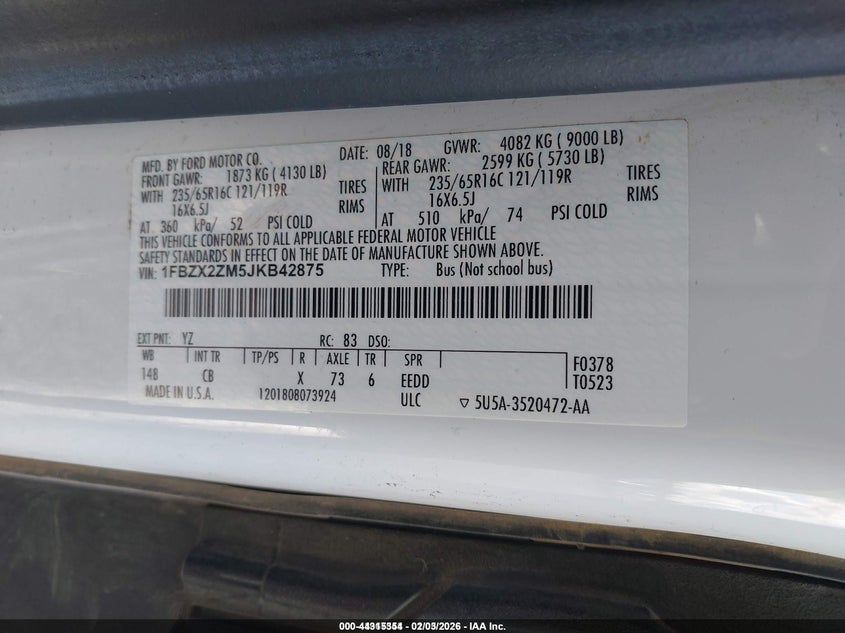 MFD. BY FORD MOTOR CO. DATE: 08/18 GVWR: 4082 KG ( 9000 LB)
FRONT GAWR: 1873 KG ( 4130 LB) REAR GAWR: 2599 KG ( 5730 LB)
WITH 235/65R16C 121/119R TIRES WITH 235/65R16C 121/119R TIRES
16X6.5J RIMS 16X6.5J RIMS
AT 360 kPa/ 52 PSI COLD AT 510 kPa/ 74 PSI COLD
THIS VEHICLE CONFORMS TO ALL APPLICABLE FEDERAL MOTOR VEHICLE
SAFETY STANDARDS IN EFFECT ON THE DATE OF MANUFACTURE SHOWN ABOVE.
VIN: 1FBZX2ZM5JKB42875 TYPE: Bus (Not school bus)
EXT PNT: YZ RC: 83 DSO:
WB INT TR TP/PS R AXLE TR SPR F0378
148 CB X 73 6 EEDD T0523
MADE IN U.S.A. 1201808073924 ULC ▽ 5U5A-3520472-AA
02/03/2026 - IAA Inc.